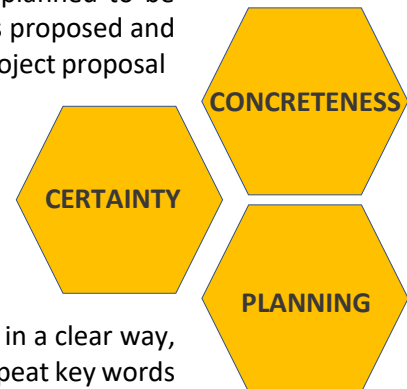 planned to be
s proposed and
oject proposal
CONCRETENESS
CERTAINTY
PLANNING
in a clear way,
peat key words